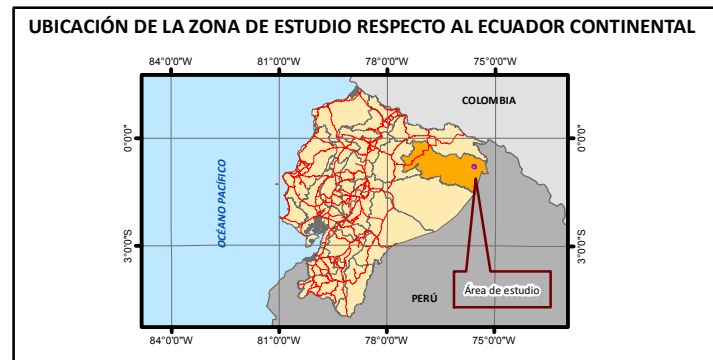 UBICACIÓN DE LA ZONA DE ESTUDIO RESPECTO AL ECUADOR CONTINENTAL
84°0'0"W 81°0'0"W 78°0'0"W 75°0'0"W
COLOMBIA
0°0'0" 0°0'0"
OCÉANO PACÍFICO
3°0'0"S 3°0'0"S
Área de estudio
PERÚ
84°0'0"W 81°0'0"W 78°0'0"W 75°0'0"W